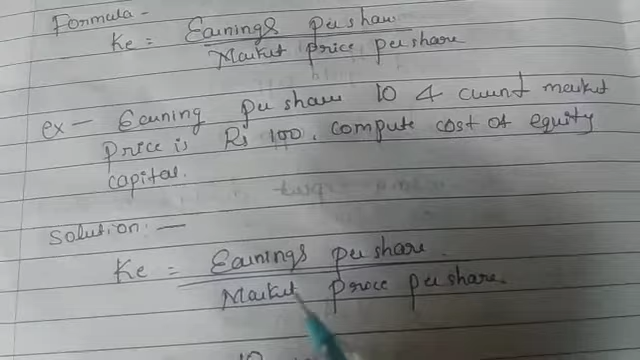 Formula -
Ke = Earnings per share
Market price per share
ex - Earning per share 10 & current market
price is Rs 100. compute cost of equity
capital.
Solution: -
Ke = Earnings per share.
Market price per share.
10